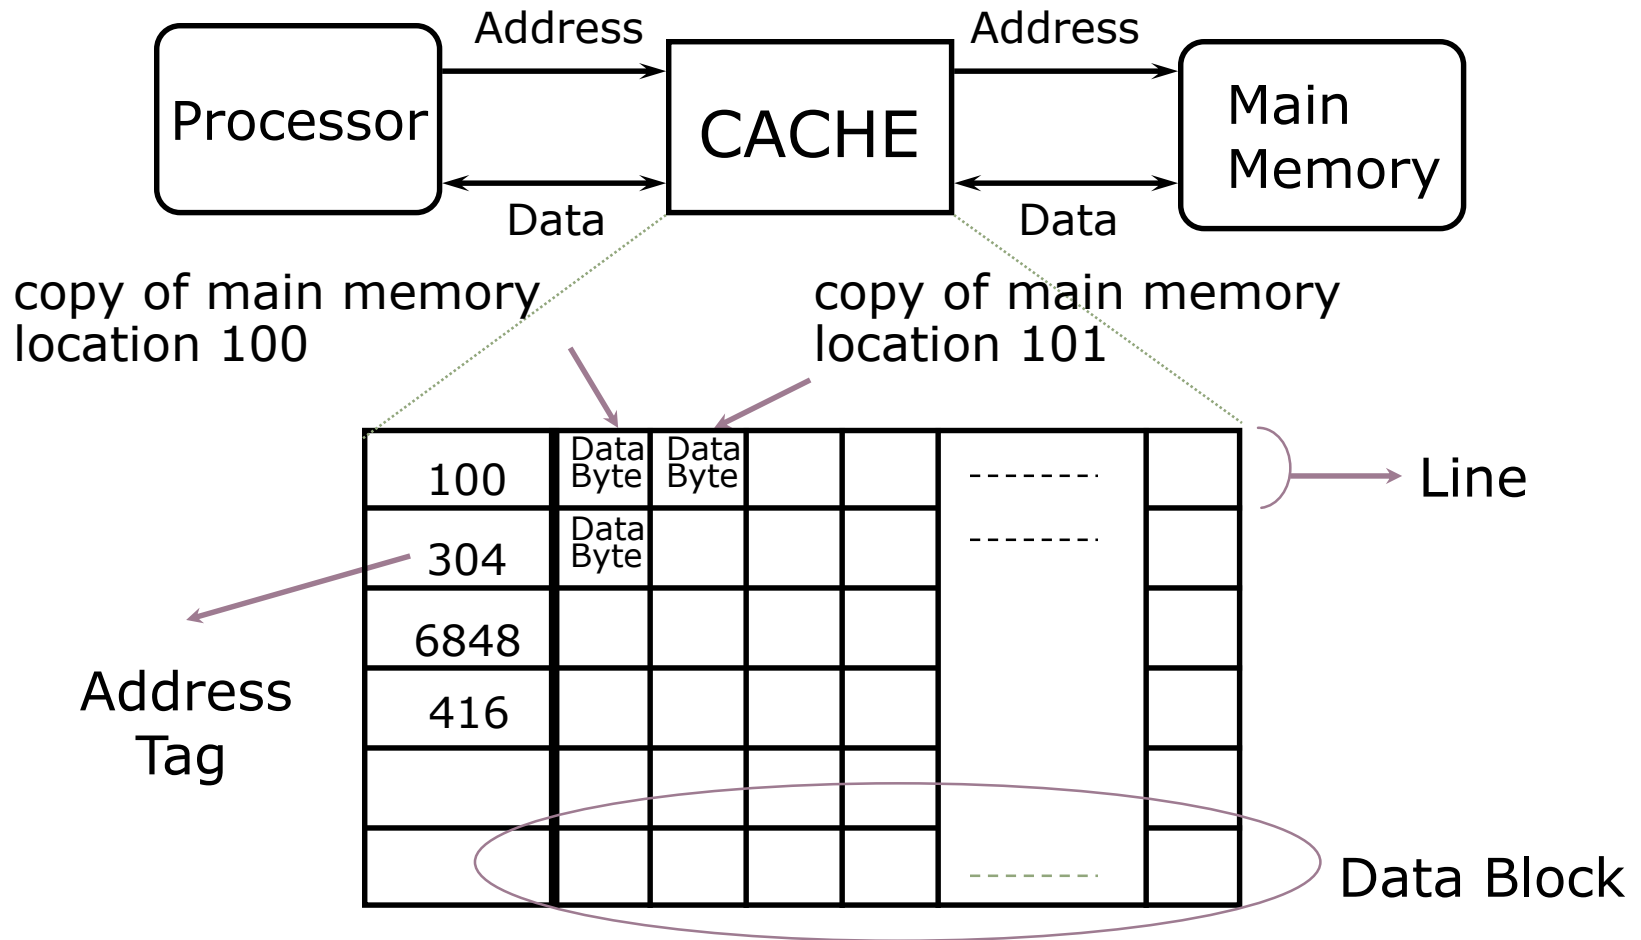 Address
Address
Processor
CACHE
Main
Memory
Data
Data
copy of main memory
location 100
copy of main memory
location 101
100
Data
Byte
Data
Byte
Line
304
Data
Byte
6848
416
Address
Tag
Data Block